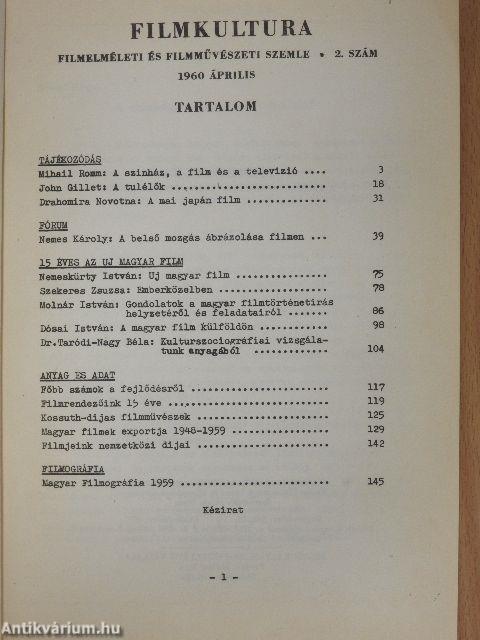 FILMKULTURA
FILMELMÉLETI ÉS FILMMŰVÉSZETI SZEMLE • 2. SZÁM
1960 ÁPRILIS
TARTALOM
TÁJÉKOZÓDÁS
Mihail Romm: A szinház, a film és a televizió .... 3
John Gillet: A tulélők .......................... 18
Drahomira Novotna: A mai japán film ............. 31
FÓRUM
Nemes Károly: A belső mozgás ábrázolása filmen ... 39
15 ÉVES AZ UJ MAGYAR FILM
Nemeskürty István: Uj magyar film ............... 75
Szekeres Zsuzsa: Emberközelben .................. 78
Molnár István: Gondolatok a magyar filmtörténetírás
helyzetéről és feladatairól ....... 86
Dósai István: A magyar film külföldön ........... 98
Dr.Taródi-Nagy Béla: Kulturszociográfiai vizsgála-
tunk anyagából ............ 104
ANYAG ES ADAT
Főbb számok a fejlődésről ....................... 117
Filmrendezőink 15 éve ........................... 119
Kossuth-dijas filmmüvészek ...................... 125
Magyar filmek exportja 1948-1959 ................ 129
Filmjeink nemzetközi dijai ...................... 142
FILMOGRÁFIA
Magyar Filmográfia 1959 ......................... 145
Kézirat
- 1 -
Antikvárium.hu